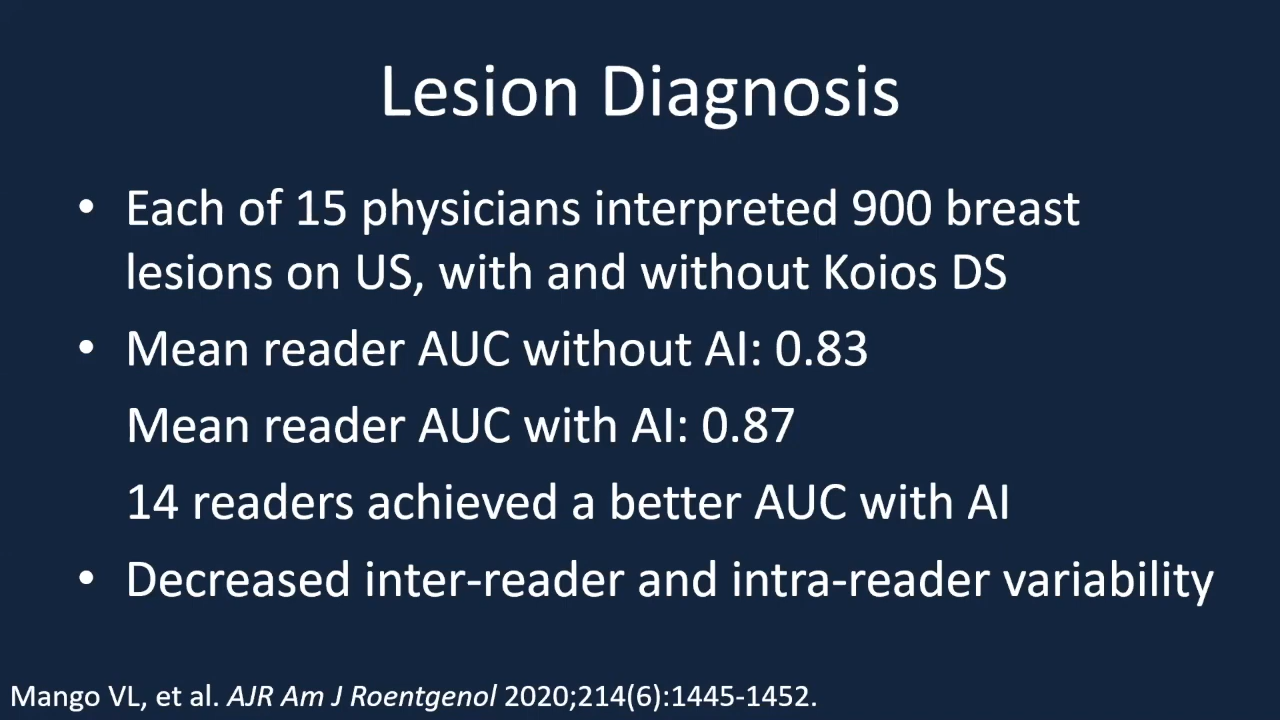 Lesion Diagnosis
• Each of 15 physicians interpreted 900 breast
lesions on US, with and without Koios DS
• Mean reader AUC without AI: 0.83
Mean reader AUC with AI: 0.87
14 readers achieved a better AUC with AI
• Decreased inter-reader and intra-reader variability
Mango VL, et al. AJR Am J Roentgenol 2020;214(6):1445-1452.